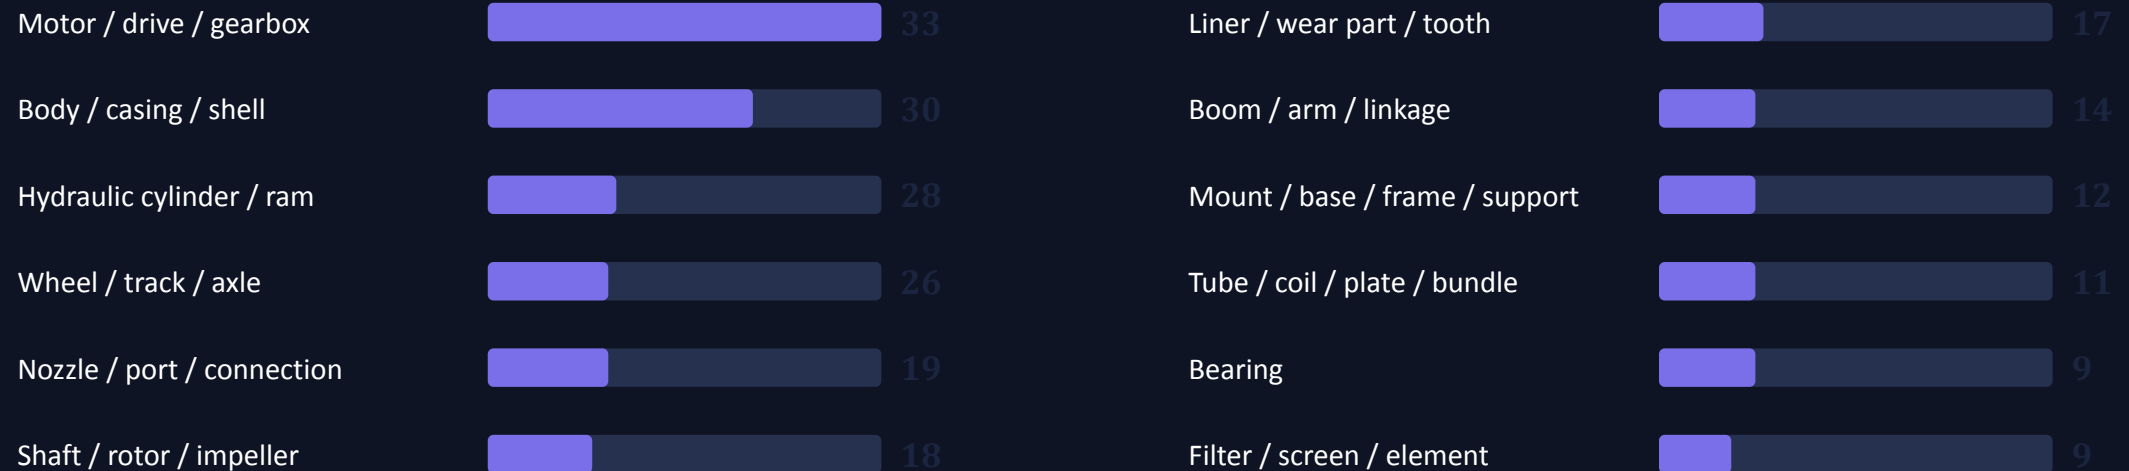 Motor / drive / gearbox 33
Body / casing / shell 30
Hydraulic cylinder / ram 28
Wheel / track / axle 26
Nozzle / port / connection 19
Shaft / rotor / impeller 18
Liner / wear part / tooth 17
Boom / arm / linkage 14
Mount / base / frame / support 12
Tube / coil / plate / bundle 11
Bearing 9
Filter / screen / element 9